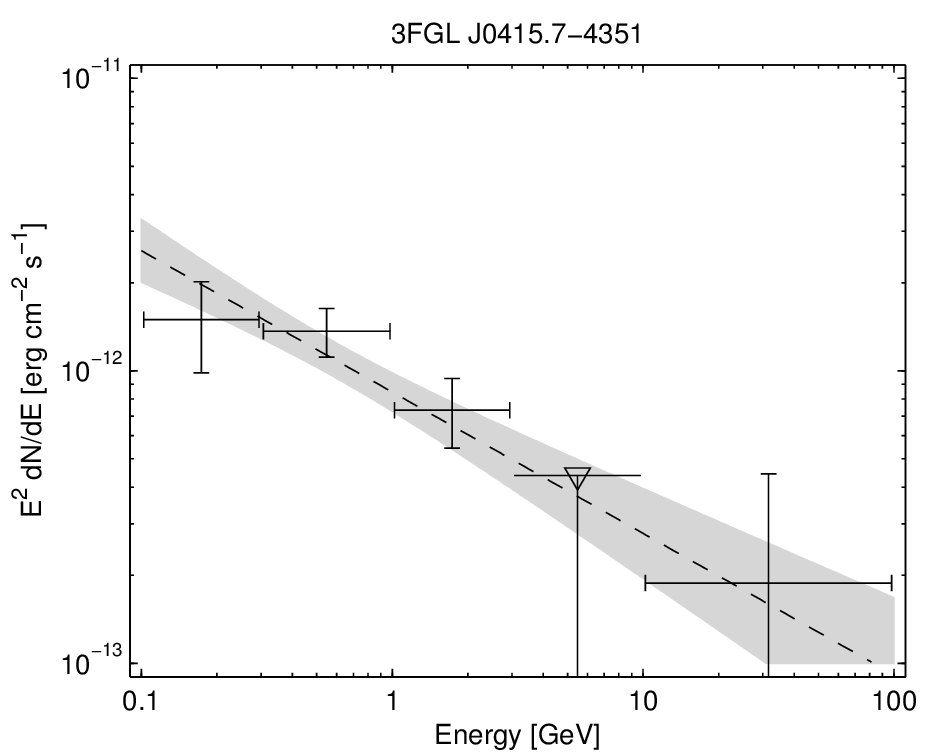 3FGL J0415.7−4351
10⁻¹¹
10⁻¹²
10⁻¹³
E² dN/dE [erg cm⁻² s⁻¹]
0.1 1 10 100
Energy [GeV]